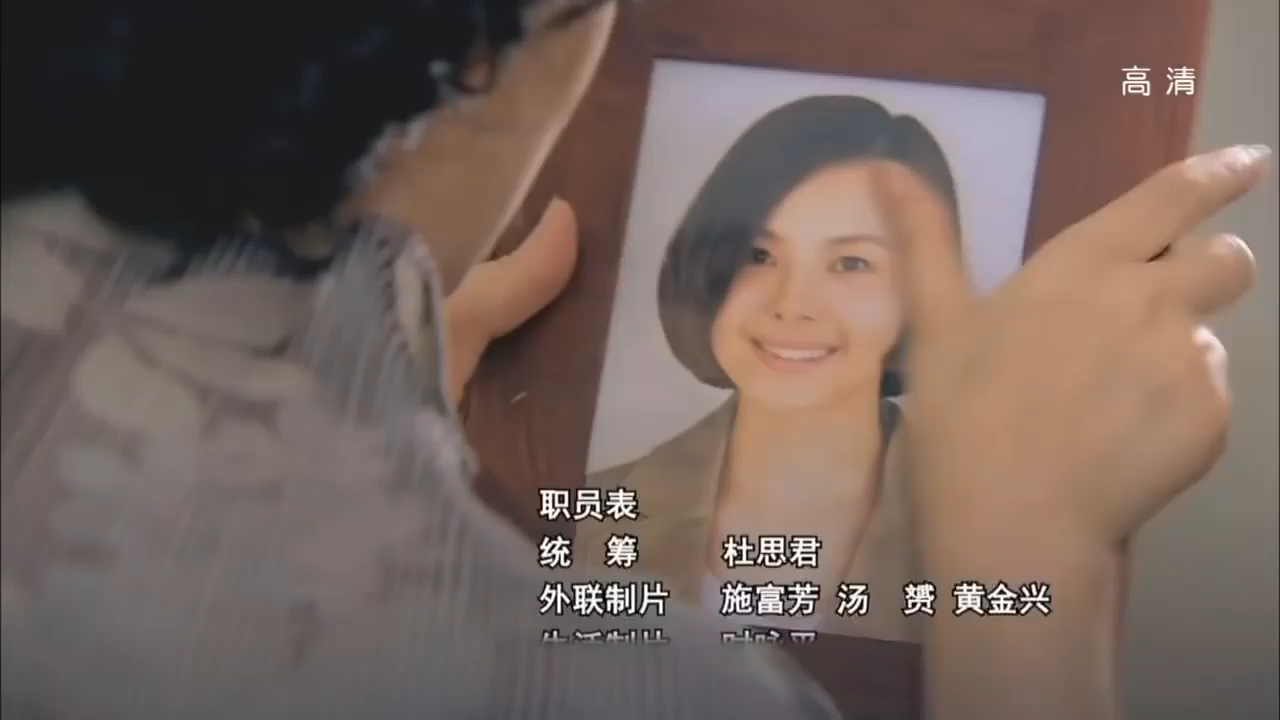 高清
职员表
统 筹 杜思君
外联制片 施富芳 汤 赟 黄金兴